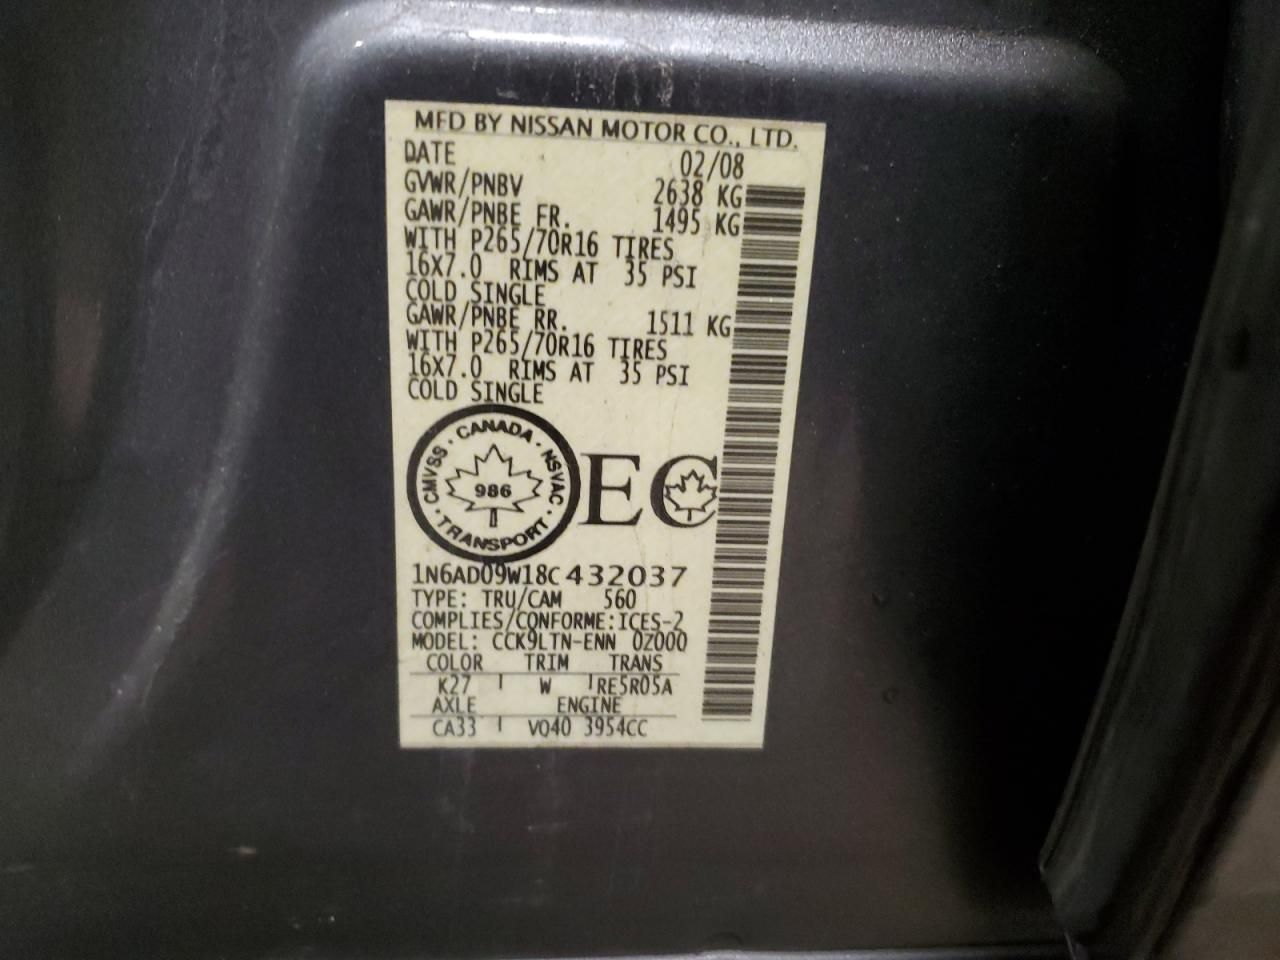 MFD BY NISSAN MOTOR CO., LTD.
DATE 02/08
GVWR/PNBV 2638 KG
GAWR/PNBE FR. 1495 KG
WITH P265/70R16 TIRES
16X7.0 RIMS AT 35 PSI
COLD SINGLE
GAWR/PNBE RR. 1511 KG
WITH P265/70R16 TIRES
16X7.0 RIMS AT 35 PSI
COLD SINGLE
CANADA · NSVAC · TRANSPORT · CMVSS ·
986
EC
1N6AD09W18C432037
TYPE: TRU/CAM 560
COMPLIES/CONFORME:ICES-2
MODEL: CCK9LTN-ENN 0Z000
COLOR TRIM TRANS
K27 W RE5R05A
AXLE ENGINE
CA33 VQ40 3954CC